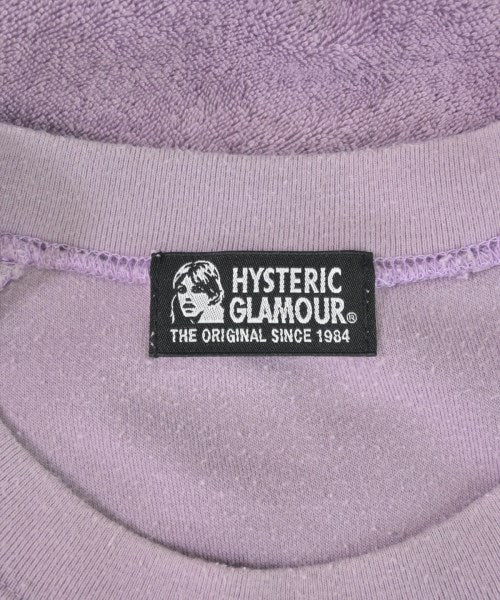 HYSTERIC
GLAMOUR®
THE ORIGINAL SINCE 1984